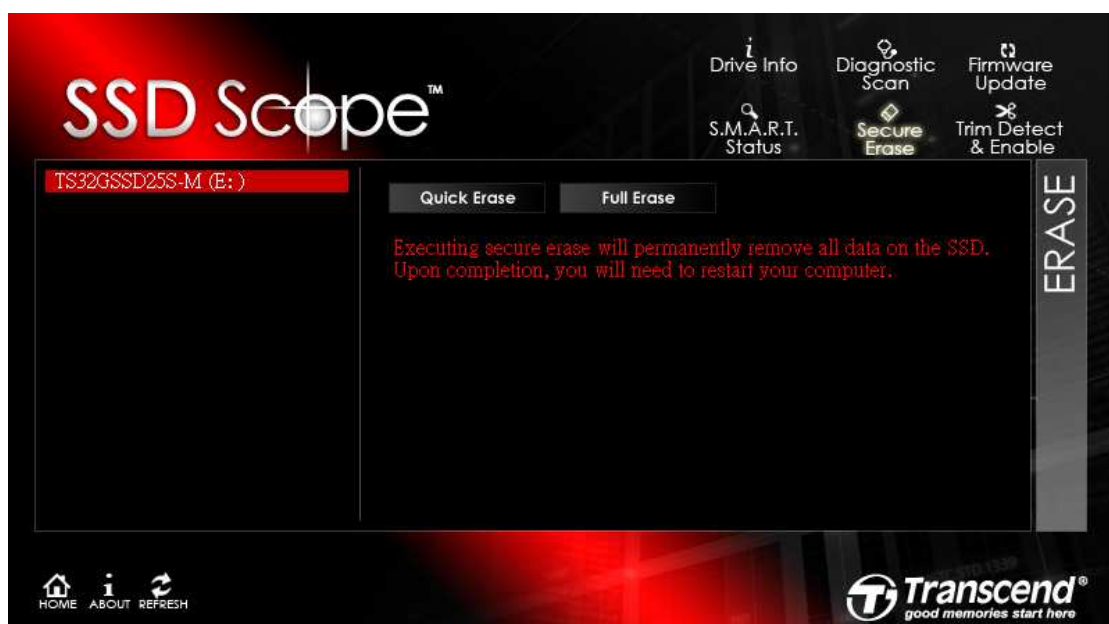 SSD Scope™
Drive Info
Diagnostic
Scan
Firmware
Update
S.M.A.R.T.
Status
Secure
Erase
Trim Detect
& Enable
TS32GSSD25S-M (E:)
Quick Erase
Full Erase
Executing secure erase will permanently remove all data on the SSD.
Upon completion, you will need to restart your computer.
ERASE
HOME
ABOUT
REFRESH
Transcend®
good memories start here